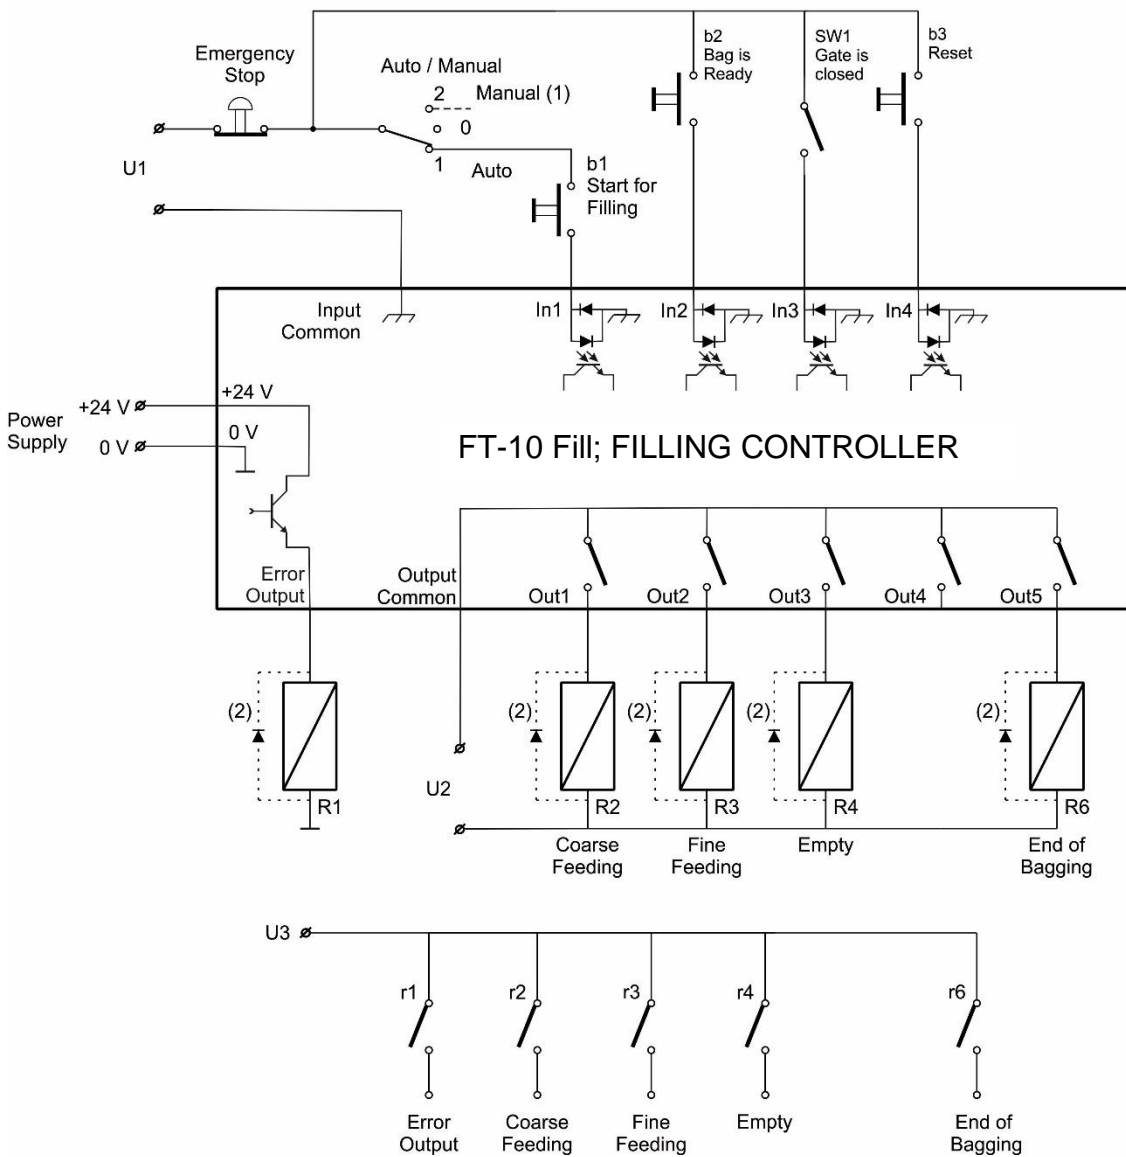 Emergency
Stop
Auto / Manual
2
Manual (1)
0
1
Auto
b1
Start for
Filling
b2
Bag is
Ready
SW1
Gate is
closed
b3
Reset
U1
Input
Common
In1
In2
In3
In4
Power
Supply
+24 V
0 V
+24 V
0 V
FT-10 Fill; FILLING CONTROLLER
Error
Output
Output
Common
Out1
Out2
Out3
Out4
Out5
(2)
R1
U2
(2)
R2
(2)
R3
(2)
R4
(2)
R6
Coarse
Feeding
Fine
Feeding
Empty
End of
Bagging
U3
r1
r2
r3
r4
r6
Error
Output
Coarse
Feeding
Fine
Feeding
Empty
End of
Bagging